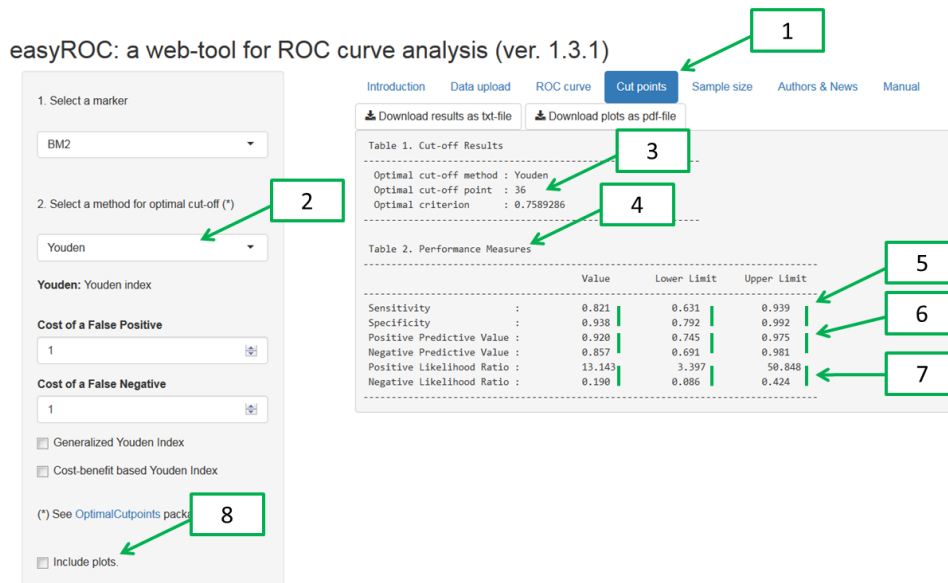 easyROC: a web-tool for ROC curve analysis (ver. 1.3.1)
1
Introduction Data upload ROC curve Cut points Sample size Authors & News Manual
Download results as txt-file Download plots as pdf-file
1. Select a marker
BM2
2. Select a method for optimal cut-off (*)
2
Youden
Youden: Youden index
Cost of a False Positive
1
Cost of a False Negative
1
Generalized Youden Index
Cost-benefit based Youden Index
(*) See OptimalCutpoints
8
Include plots.
Table 1. Cut-off Results
3
Optimal cut-off method : Youden
Optimal cut-off point : 36
Optimal criterion : 0.7589286
4
Table 2. Performance Measures
Value Lower Limit Upper Limit
5
Sensitivity : 0.821 0.631 0.939
Specificity : 0.938 0.792 0.992
6
Positive Predictive Value : 0.920 0.745 0.975
Negative Predictive Value : 0.857 0.691 0.981
Positive Likelihood Ratio : 13.143 3.397 50.848
7
Negative Likelihood Ratio : 0.190 0.086 0.424